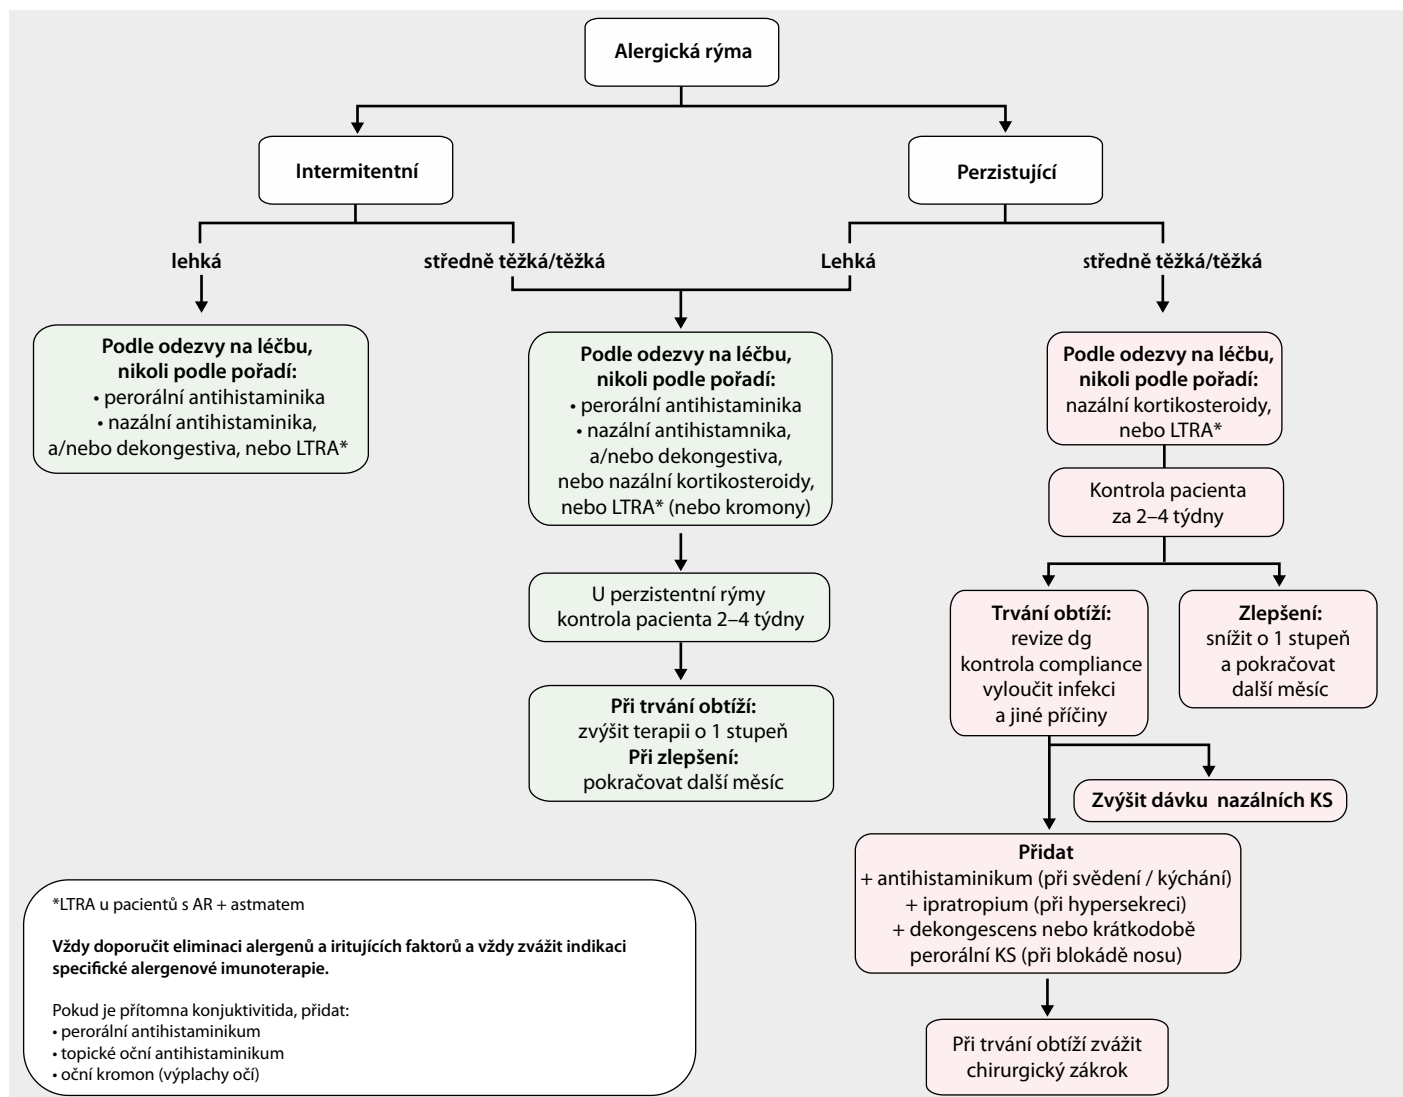 Alergická rýma
Intermitentní
Perzistující
lehká
středně těžká/těžká
Lehká
středně těžká/těžká
Podle odezvy na léčbu,
nikoli podle pořadí:
• perorální antihistaminika
• nazální antihistaminika,
a/nebo dekongestiva, nebo LTRA*
Podle odezvy na léčbu,
nikoli podle pořadí:
• perorální antihistaminika
• nazální antihistamnika,
a/nebo dekongestiva,
nebo nazální kortikosteroidy,
nebo LTRA* (nebo kromony)
U perzistentní rýmy
kontrola pacienta 2–4 týdny
Při trvání obtíží:
zvýšit terapii o 1 stupeň
Při zlepšení:
pokračovat další měsíc
Podle odezvy na léčbu,
nikoli podle pořadí:
nazální kortikosteroidy,
nebo LTRA*
Kontrola pacienta
za 2–4 týdny
Trvání obtíží:
revize dg
kontrola compliance
vyloučit infekci
a jiné příčiny
Zlepšení:
snížit o 1 stupeň
a pokračovat
další měsíc
Zvýšit dávku nazálních KS
Přidat
+ antihistaminikum (při svědení / kýchání)
+ ipratropium (při hypersekreci)
+ dekongescens nebo krátkodobě
perorální KS (při blokádě nosu)
Při trvání obtíží zvážit
chirurgický zákrok
*LTRA u pacientů s AR + astmatem
Vždy doporučit eliminaci alergenů a iritujících faktorů a vždy zvážit indikaci
specifické alergenové imunoterapie.
Pokud je přítomna konjuktivitida, přidat:
• perorální antihistaminikum
• topické oční antihistaminikum
• oční kromon (výplachy očí)